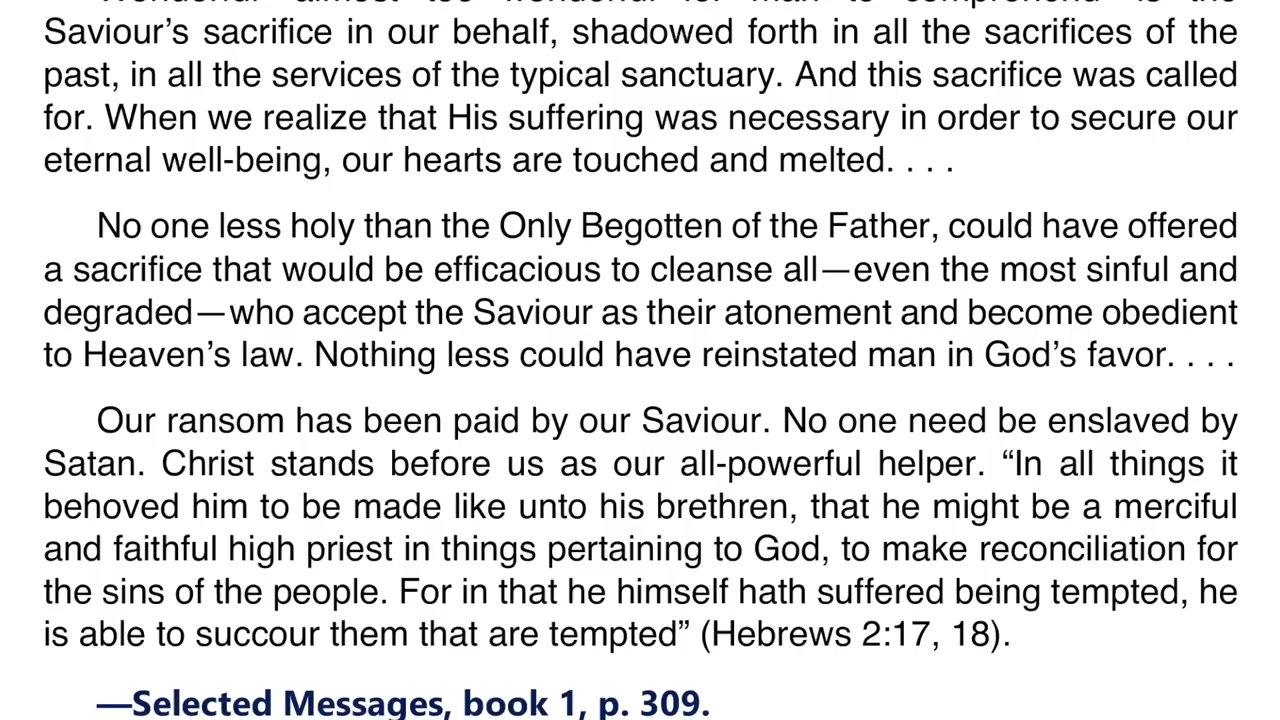 Saviour’s sacrifice in our behalf, shadowed forth in all the sacrifices of the
past, in all the services of the typical sanctuary. And this sacrifice was called
for. When we realize that His suffering was necessary in order to secure our
eternal well-being, our hearts are touched and melted. . . .
No one less holy than the Only Begotten of the Father, could have offered
a sacrifice that would be efficacious to cleanse all—even the most sinful and
degraded—who accept the Saviour as their atonement and become obedient
to Heaven’s law. Nothing less could have reinstated man in God’s favor. . . .
Our ransom has been paid by our Saviour. No one need be enslaved by
Satan. Christ stands before us as our all-powerful helper. “In all things it
behoved him to be made like unto his brethren, that he might be a merciful
and faithful high priest in things pertaining to God, to make reconciliation for
the sins of the people. For in that he himself hath suffered being tempted, he
is able to succour them that are tempted” (Hebrews 2:17, 18).
—Selected Messages, book 1, p. 309.